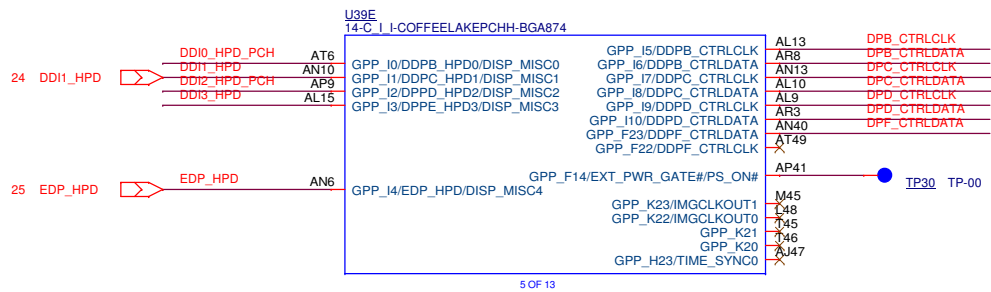 U39E
14-C_I_I-COFFEELAKEPCHH-BGA874
DDI0_HPD_PCH AT6 GPP_I0/DDPB_HPD0/DISP_MISC0
24 DDI1_HPD DDI1_HPD AN10 GPP_I1/DDPC_HPD1/DISP_MISC1
DDI2_HPD_PCH AP9 GPP_I2/DPPD_HPD2/DISP_MISC2
DDI3_HPD AL15 GPP_I3/DPPE_HPD3/DISP_MISC3
25 EDP_HPD EDP_HPD AN6 GPP_I4/EDP_HPD/DISP_MISC4
GPP_I5/DDPB_CTRLCLK AL13 DPB_CTRLCLK
GPP_I6/DDPB_CTRLDATA AR8 DPB_CTRLDATA
GPP_I7/DDPC_CTRLCLK AN13 DPC_CTRLCLK
GPP_I8/DDPC_CTRLDATA AL10 DPC_CTRLDATA
GPP_I9/DDPD_CTRLCLK AL9 DPD_CTRLCLK
GPP_I10/DDPD_CTRLDATA AR3 DPD_CTRLDATA
GPP_F23/DDPF_CTRLDATA AN40 DPF_CTRLDATA
GPP_F22/DDPF_CTRLCLK AT49
GPP_F14/EXT_PWR_GATE#/PS_ON# AP41 TP30 TP-00
GPP_K23/IMGCLKOUT1 M45
GPP_K22/IMGCLKOUT0 L48
GPP_K21 T45
GPP_K20 T46
GPP_H23/TIME_SYNC0 AJ47
5 OF 13